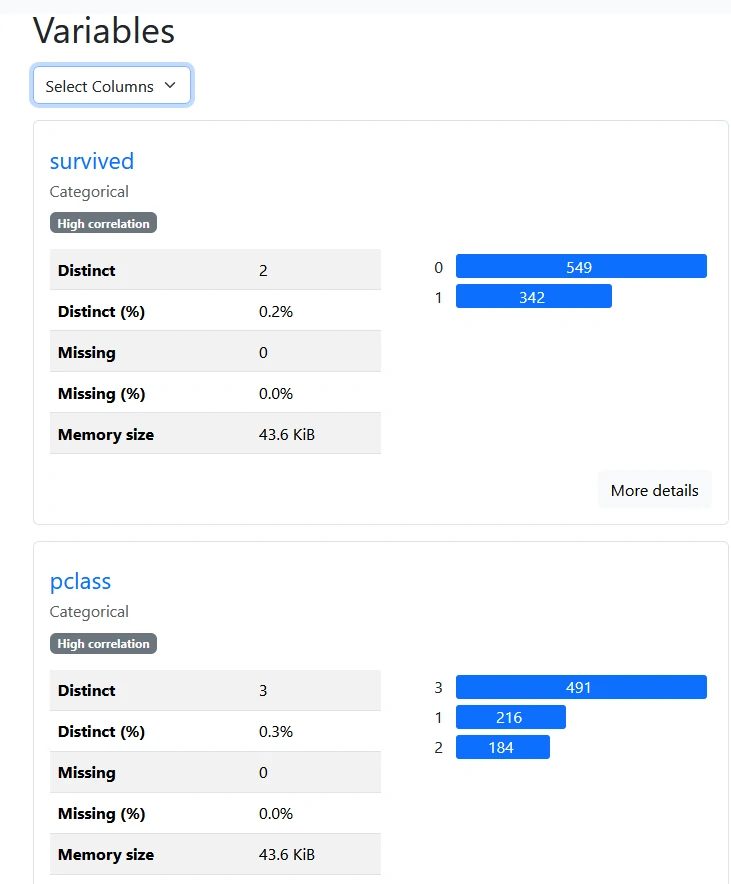 Variables
Select Columns
survived
Categorical
High correlation
Distinct 2
Distinct (%) 0.2%
Missing 0
Missing (%) 0.0%
Memory size 43.6 KiB
0 549
1 342
More details
pclass
Categorical
High correlation
Distinct 3
Distinct (%) 0.3%
Missing 0
Missing (%) 0.0%
Memory size 43.6 KiB
3 491
1 216
2 184